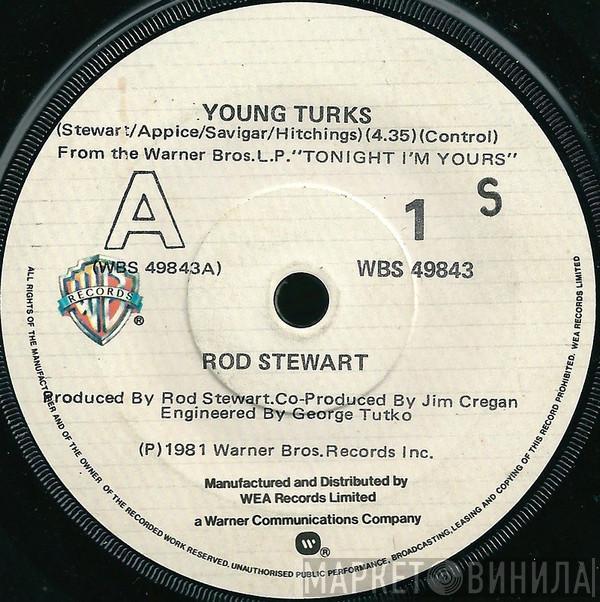 YOUNG TURKS
(Stewart/Appice/Savigar/Hitchings)(4.35)(Control)
From the Warner Bros.L.P."TONIGHT I'M YOURS"
A
1 S
(WBS 49843A)
WBS 49843
RECORDS
®
ROD STEWART
Produced By Rod Stewart.Co-Produced By Jim Cregan
Engineered By George Tutko
(P)1981 Warner Bros.Records Inc.
Manufactured and Distributed by
WEA Records Limited
a Warner Communications Company
®
ALL RIGHTS OF THE MANUFACTURER AND OF THE OWNER OF THE RECORDED WORK RESERVED, UNAUTHORISED PUBLIC PERFORMANCE, BROADCASTING, LEASING AND COPYING OF THIS RECORD PROHIBITED. WEA RECORDS LIMITED
МАРКЕТ ВИНИЛА